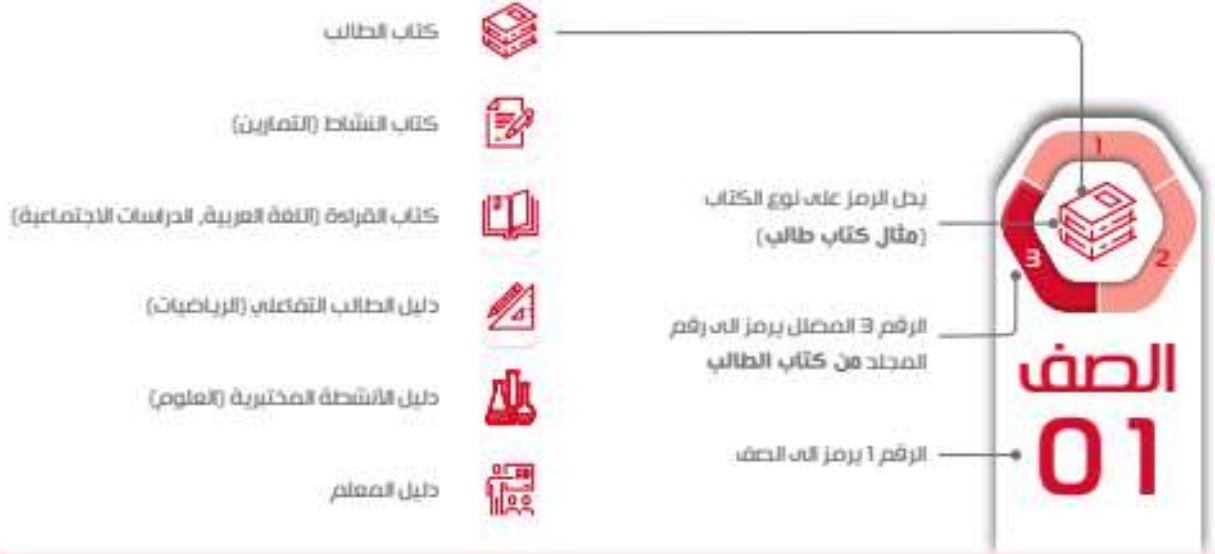 1
2
3
الصف
01
يدل الرمز على نوع الكتاب
(مثال كتاب طالب)
الرقم 3 المضلل يرمز الى رقم
المجلد من كتاب الطالب
الرقم 1 يرمز الى الصف
كتاب الطالب
كتاب النشاط (التمارين)
كتاب القراءة (اللغة العربية, الدراسات الاجتماعية)
دليل الطالب التفاعلي (الرياضيات)
دليل الأنشطة المختبرية (العلوم)
دليل المعلم